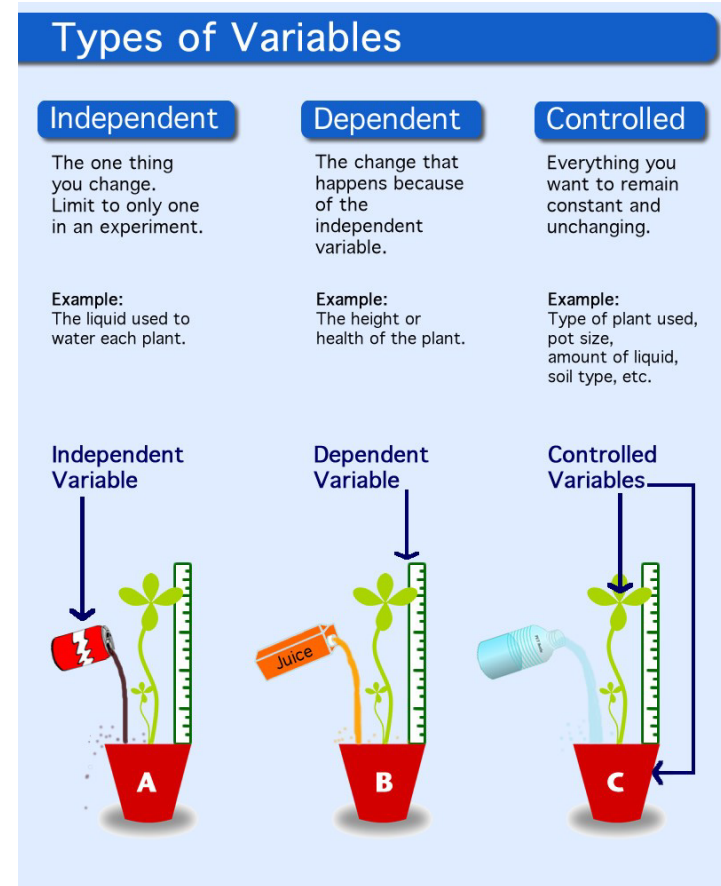 Types of Variables
Independent
The one thing
you change.
Limit to only one
in an experiment.
Example:
The liquid used to
water each plant.
Dependent
The change that
happens because
of the
independent
variable.
Example:
The height or
health of the plant.
Controlled
Everything you
want to remain
constant and
unchanging.
Example:
Type of plant used,
pot size,
amount of liquid,
soil type, etc.
Independent
Variable
A
Dependent
Variable
Juice
B
Controlled
Variables
C